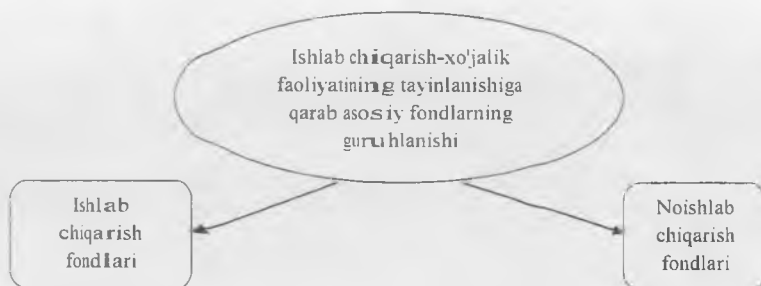 Ishlab chiqarish-xo'jalik
faoliyatining tayinlanishiga
qarab asosiy fondlarning
guruhlanishi
Ishlab
chiqarish
fondlari
Noishlab
chiqarish
fondlari